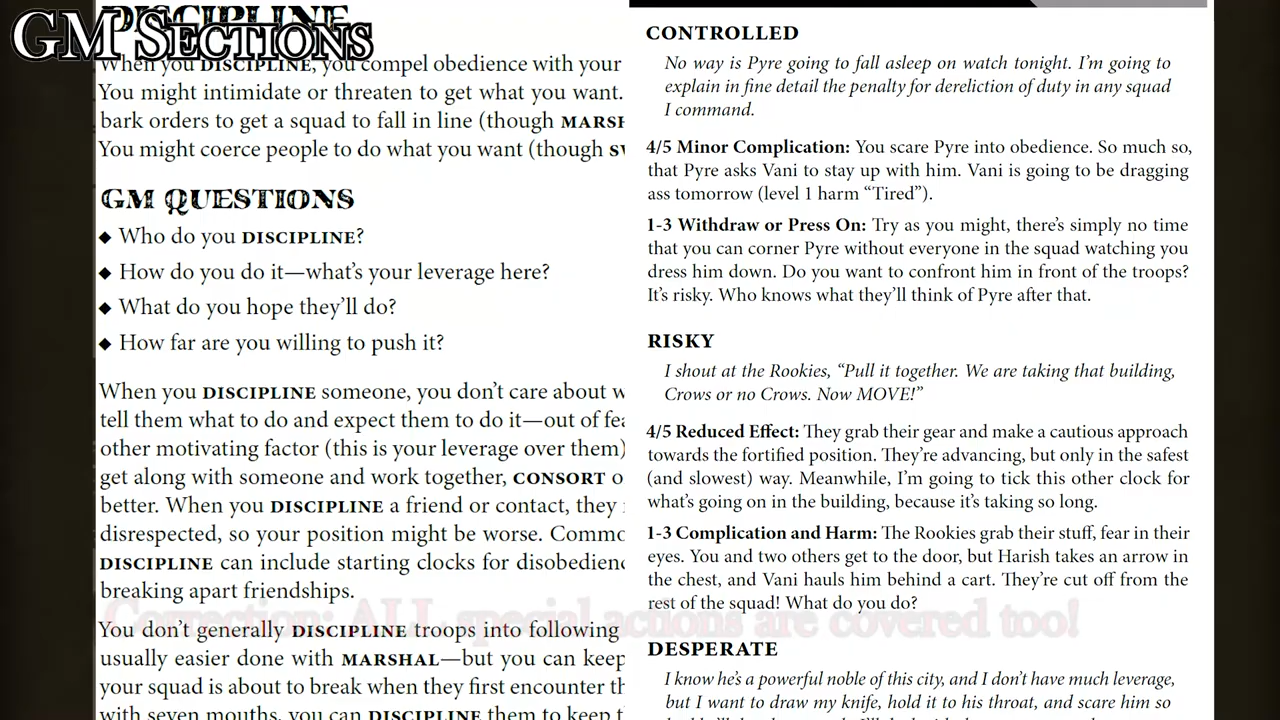 DISCIPLINE
GM Sections
When you DISCIPLINE, you compel obedience with your
You might intimidate or threaten to get what you want.
bark orders to get a squad to fall in line (though MARSH
You might coerce people to do what you want (though
GM QUESTIONS
◆ Who do you DISCIPLINE?
◆ How do you do it—what's your leverage here?
◆ What do you hope they'll do?
◆ How far are you willing to push it?
When you DISCIPLINE someone, you don't care about w
tell them what to do and expect them to do it—out of fea
other motivating factor (this is your leverage over them)
get along with someone and work together, CONSORT o
better. When you DISCIPLINE a friend or contact, they
disrespected, so your position might be worse. Commo
DISCIPLINE can include starting clocks for disobedienc
breaking apart friendships.
You don't generally DISCIPLINE troops into following
usually easier done with MARSHAL—but you can keep
your squad is about to break when they first encounter th
with seven mouths, you can DISCIPLINE them to keep t
CONTROLLED
No way is Pyre going to fall asleep on watch tonight. I'm going to
explain in fine detail the penalty for dereliction of duty in any squad
I command.
4/5 Minor Complication: You scare Pyre into obedience. So much so,
that Pyre asks Vani to stay up with him. Vani is going to be dragging
ass tomorrow (level 1 harm "Tired").
1-3 Withdraw or Press On: Try as you might, there's simply no time
that you can corner Pyre without everyone in the squad watching you
dress him down. Do you want to confront him in front of the troops?
It's risky. Who knows what they'll think of Pyre after that.
RISKY
I shout at the Rookies, "Pull it together. We are taking that building,
Crows or no Crows. Now MOVE!"
4/5 Reduced Effect: They grab their gear and make a cautious approach
towards the fortified position. They're advancing, but only in the safest
(and slowest) way. Meanwhile, I'm going to tick this other clock for
what's going on in the building, because it's taking so long.
1-3 Complication and Harm: The Rookies grab their stuff, fear in their
eyes. You and two others get to the door, but Harish takes an arrow in
the chest, and Vani hauls him behind a cart. They're cut off from the
rest of the squad! What do you do?
DESPERATE
I know he's a powerful noble of this city, and I don't have much leverage,
but I want to draw my knife, hold it to his throat, and scare him so
Correction: ALL special actions are covered too!